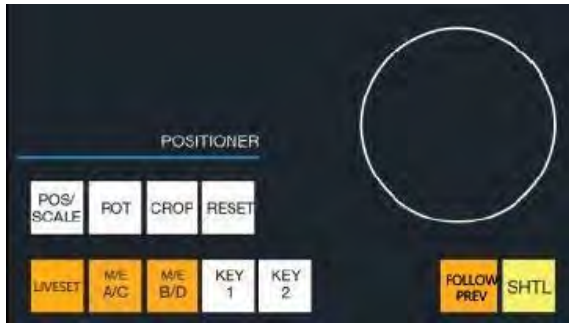 POSITIONER
POS/
SCALE
ROT
CROP
RESET
LIVESET
M/E
A/C
M/E
B/D
KEY
1
KEY
2
FOLLOW
PREV
SHTL